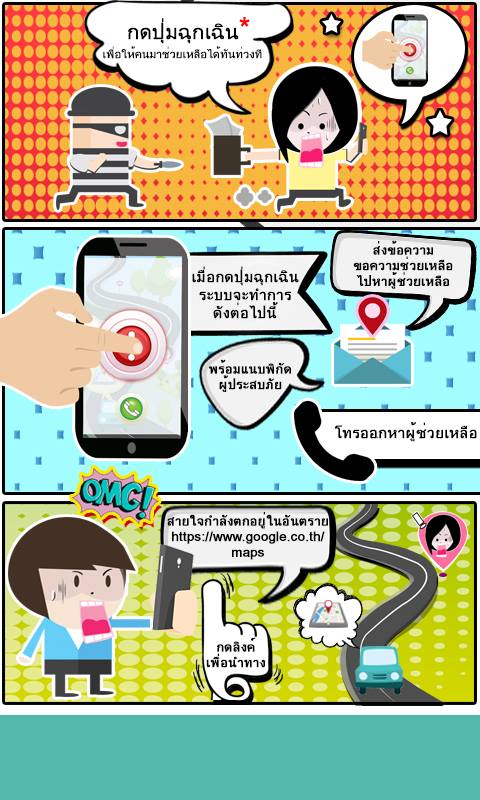 กดปุ่มฉุกเฉิน*
เพื่อให้คนมาช่วยเหลือได้ทันท่วงที
เมื่อกดปุ่มฉุกเฉิน
ระบบจะทำการ
ดังต่อไปนี้
ส่งข้อความ
ขอความช่วยเหลือ
ไปหาผู้ช่วยเหลือ
พร้อมแนบพิกัด
ผู้ประสบภัย
โทรออกหาผู้ช่วยเหลือ
OMG!
สายใจกำลังตกอยู่ในอันตราย
https://www.google.co.th/
maps
กดลิงค์
เพื่อนำทาง